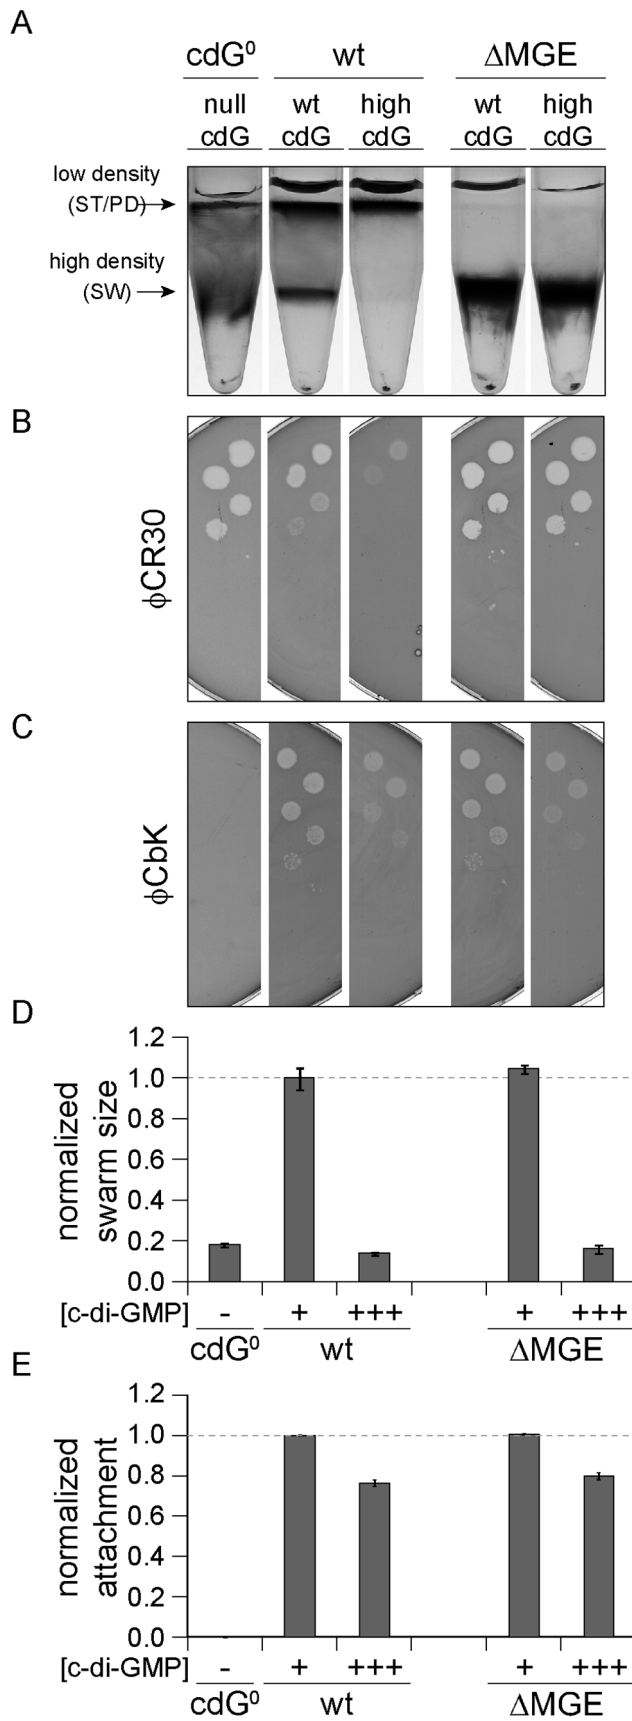 A
cdG⁰ wt ΔMGE
null wt high wt high
cdG cdG cdG cdG cdG
low density
(ST/PD)
high density
(SW)
B
ϕCR30
C
ϕCbK
D
normalized
swarm size
1.2
1.0
0.8
0.6
0.4
0.2
0.0
[c-di-GMP] - + +++ + +++
cdG⁰ wt ΔMGE
E
normalized
attachment
1.2
1.0
0.8
0.6
0.4
0.2
0.0
[c-di-GMP] - + +++ + +++
cdG⁰ wt ΔMGE